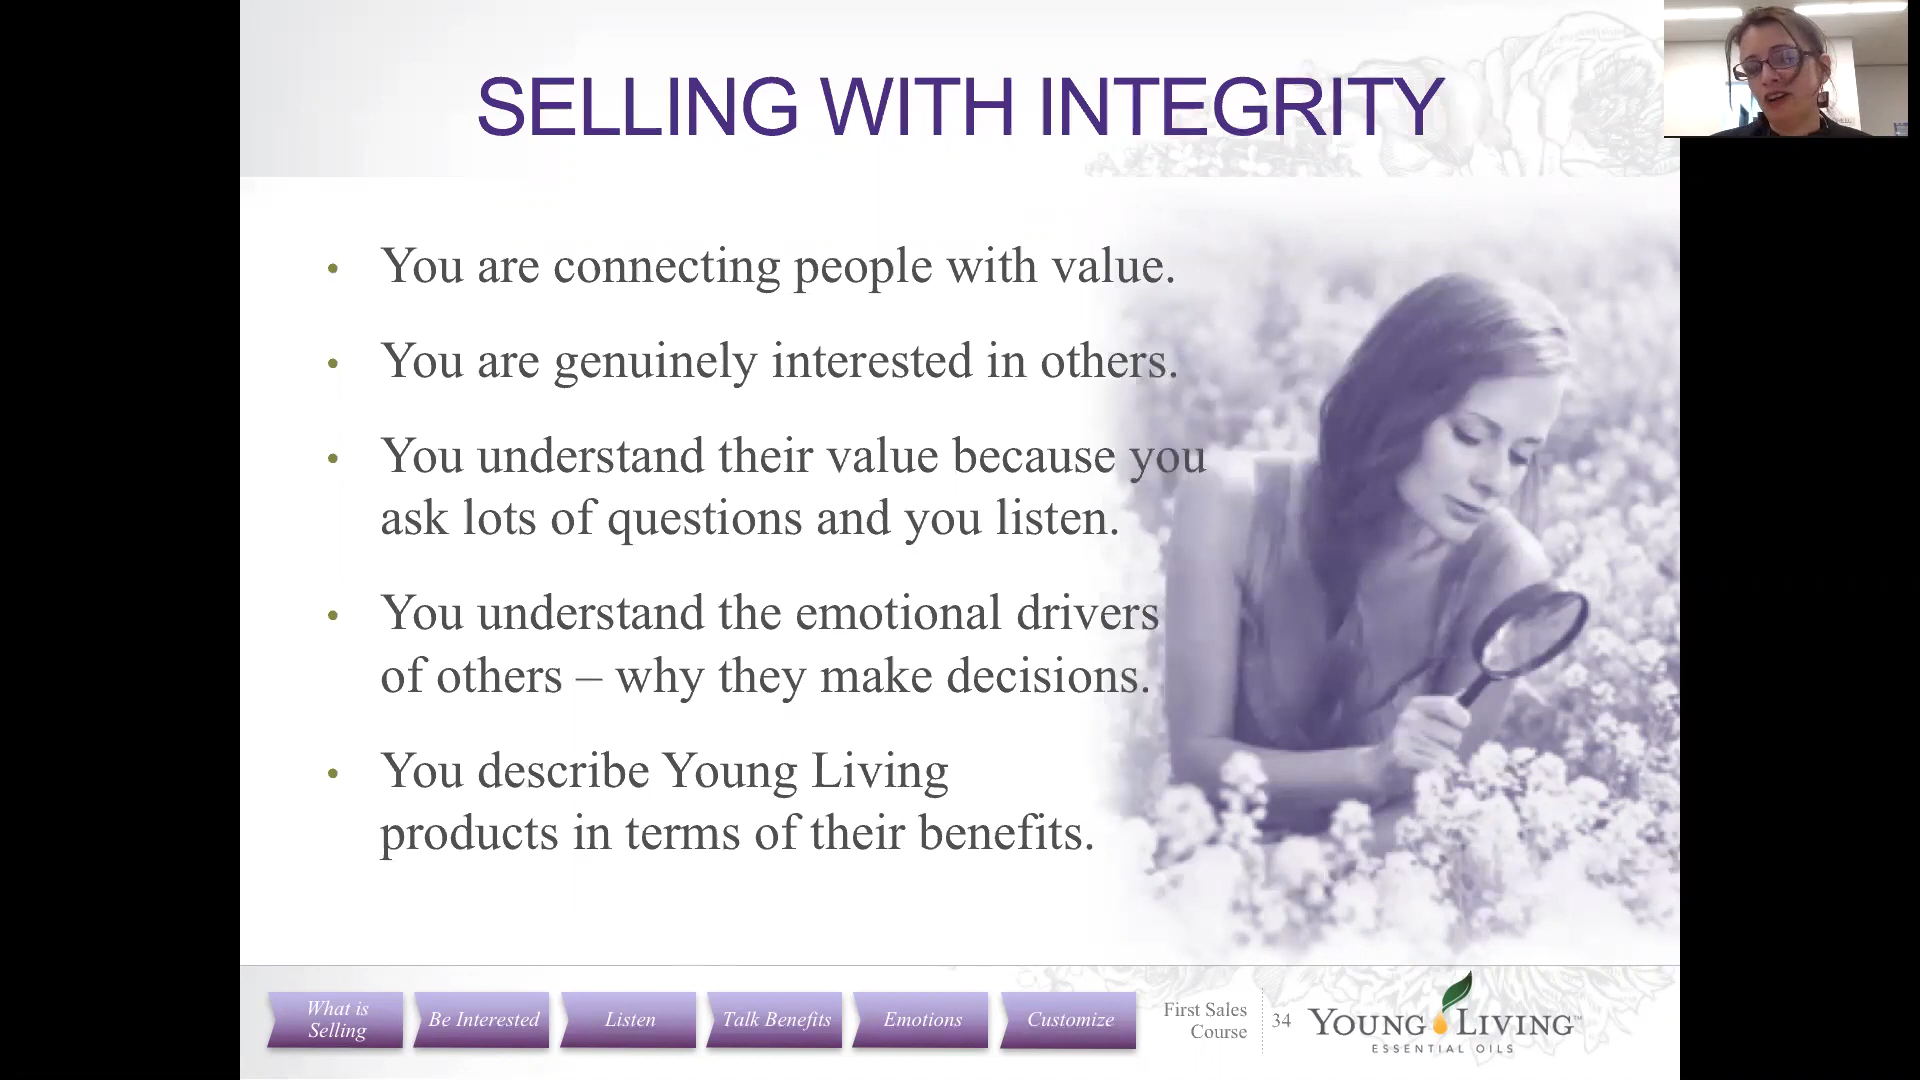 SELLING WITH INTEGRITY
• You are connecting people with value.
• You are genuinely interested in others.
• You understand their value because you
ask lots of questions and you listen.
• You understand the emotional drivers
of others – why they make decisions.
• You describe Young Living
products in terms of their benefits.
What is
Selling
Be Interested
Listen
Talk Benefits
Emotions
Customize
First Sales
Course
34
YOUNG LIVING™
ESSENTIAL OILS